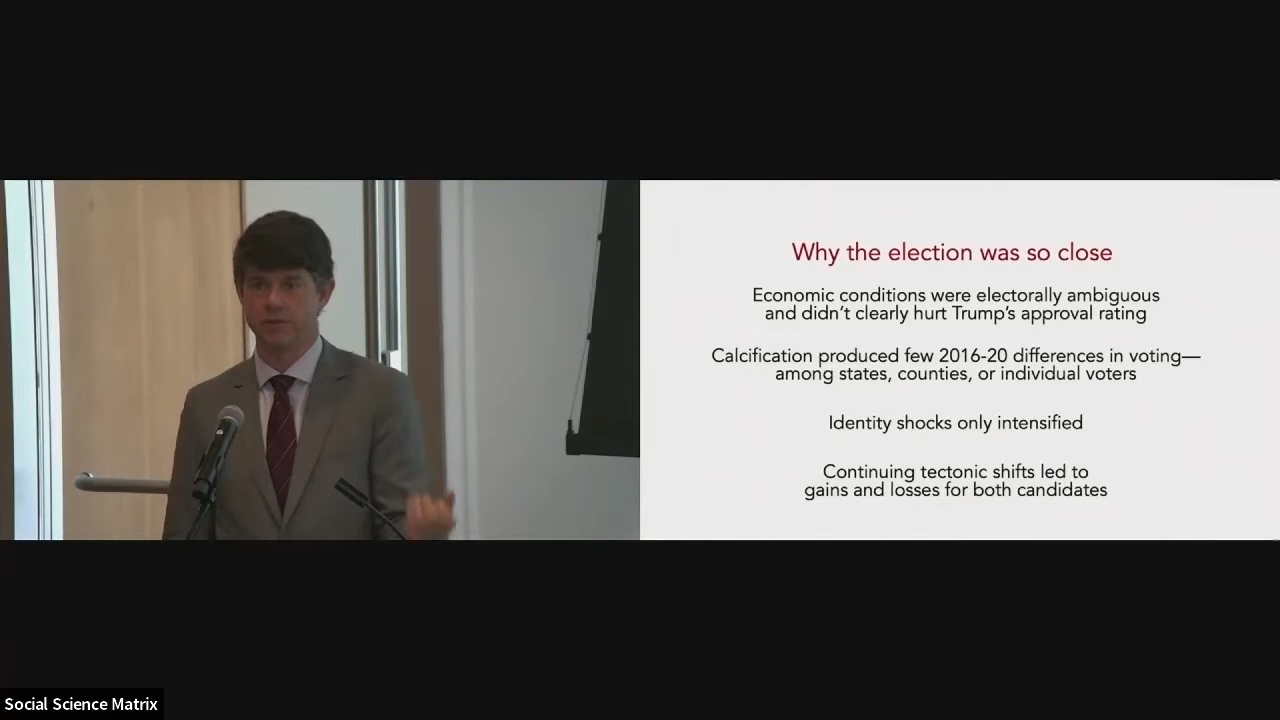 Why the election was so close
Economic conditions were electorally ambiguous
and didn't clearly hurt Trump's approval rating
Calcification produced few 2016-20 differences in voting—
among states, counties, or individual voters
Identity shocks only intensified
Continuing tectonic shifts led to
gains and losses for both candidates
Social Science Matrix